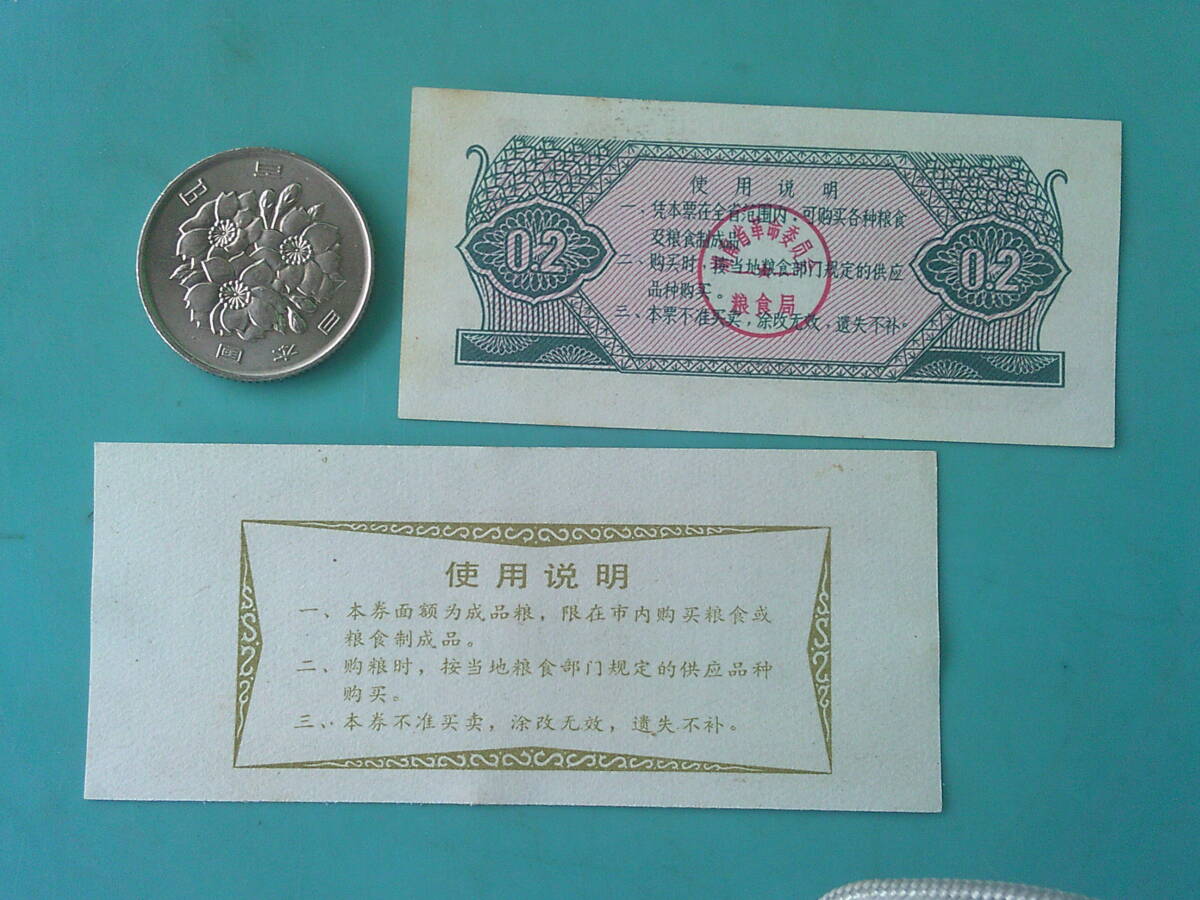 日本国
百円
使用说明
一、凭本票在全省范围内，可购买各种粮食
及粮食制成品
二、购买时，按当地粮食部门规定的供应
品种购买。
三、本票不准买卖，涂改无效，遗失不补。
0.2
0.2
省革命委员
粮食局
使用说明
一、本券面额为成品粮，限在市内购买粮食或
粮食制成品。
二、购粮时，按当地粮食部门规定的供应品种
购买。
三、本券不准买卖，涂改无效，遗失不补。